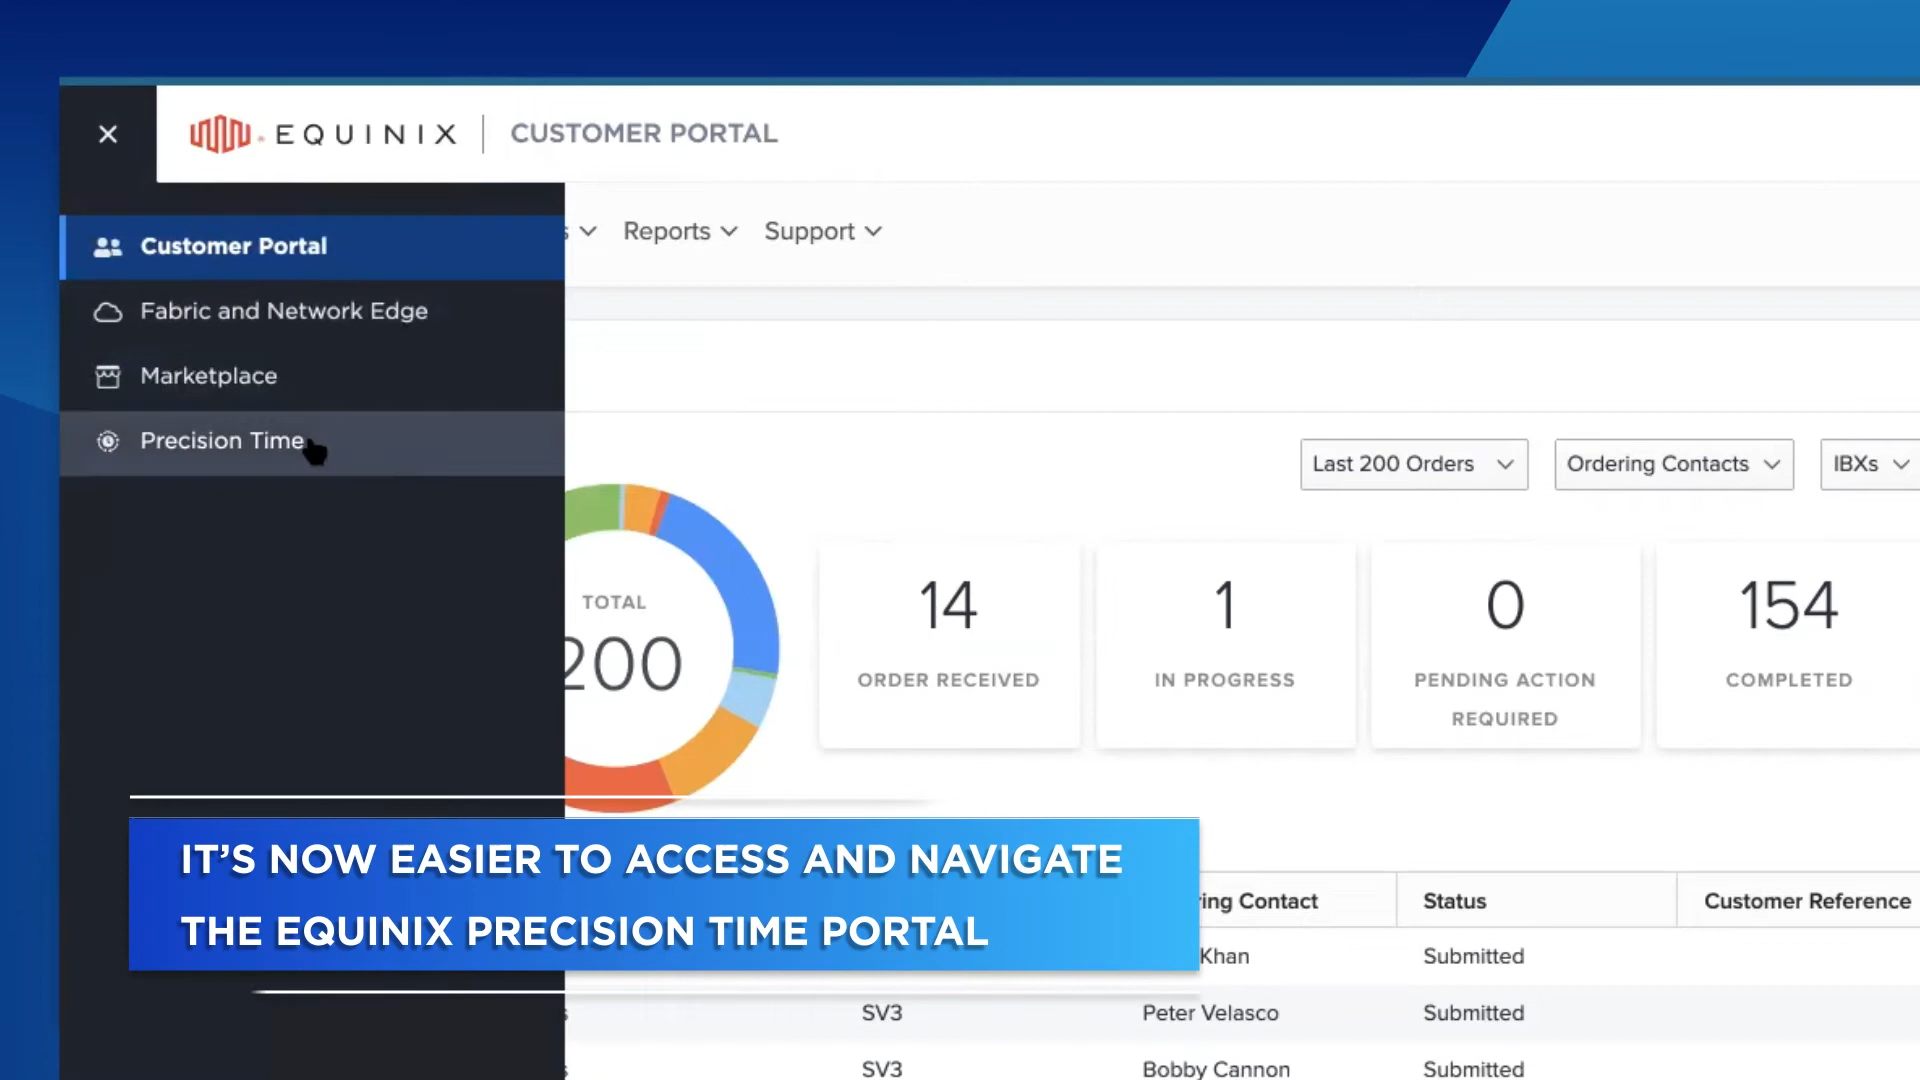 EQUINIX
CUSTOMER PORTAL
Reports
Support
Customer Portal
Fabric and Network Edge
Marketplace
Precision Time
Last 200 Orders
Ordering Contacts
IBXs
TOTAL
200
14
ORDER RECEIVED
1
IN PROGRESS
0
PENDING ACTION
REQUIRED
154
COMPLETED
IT’S NOW EASIER TO ACCESS AND NAVIGATE
THE EQUINIX PRECISION TIME PORTAL
Contact
Status
Customer Reference
Khan
Submitted
SV3
Peter Velasco
Submitted
SV3
Bobby Cannon
Submitted